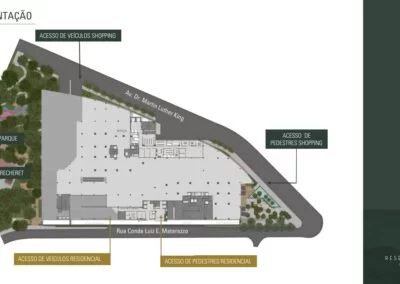 NTAÇÃO
ACESSO DE VEÍCULOS SHOPPING
Av. Dr. Martin Luther King
ACESSO DE
PEDESTRES SHOPPING
PARQUE
RECHERET
Rua Conde Luiz E. Matarazzo
ACESSO DE VEÍCULOS RESIDENCIAL
ACESSO DE PEDESTRES RESIDENCIAL
RES